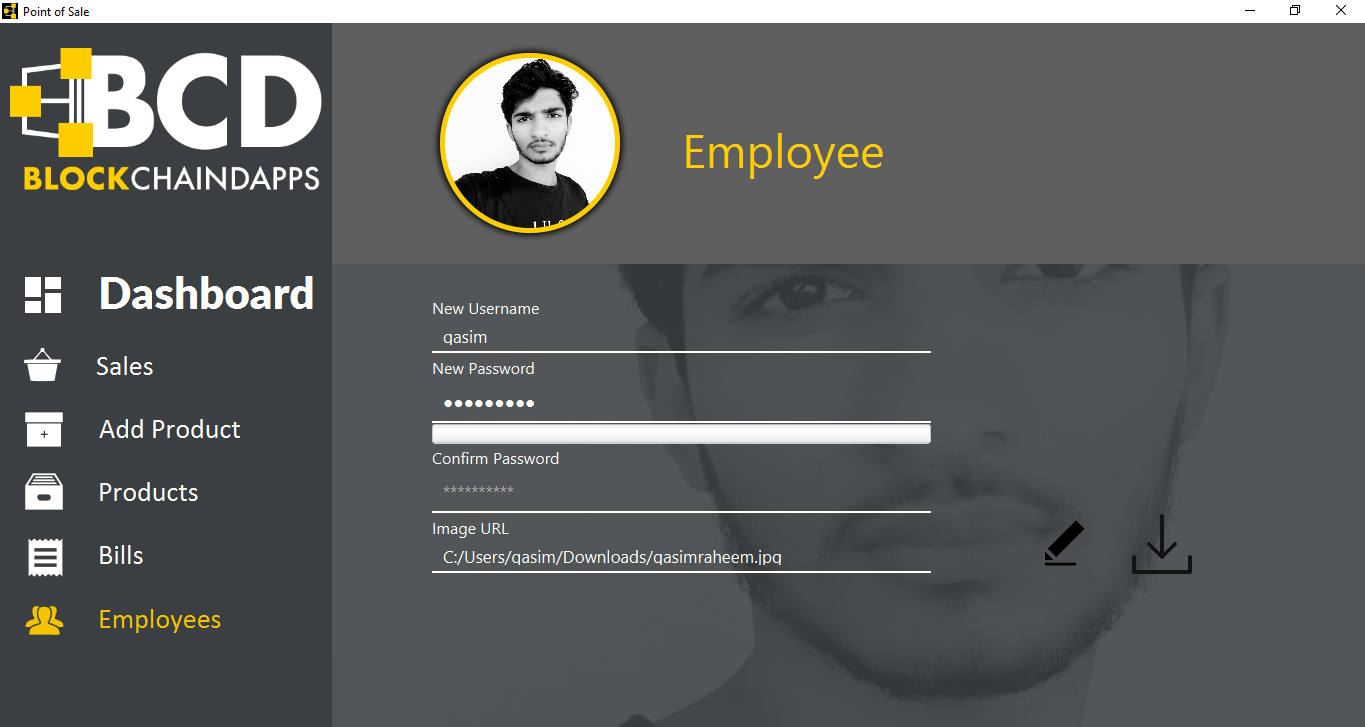 Point of Sale
BCD
BLOCKCHAINDAPPS
Dashboard
Sales
Add Product
Products
Bills
Employees
Employee
New Username
qasim
New Password
•••••••••
Confirm Password
**********
Image URL
C:/Users/qasim/Downloads/qasimraheem.jpg